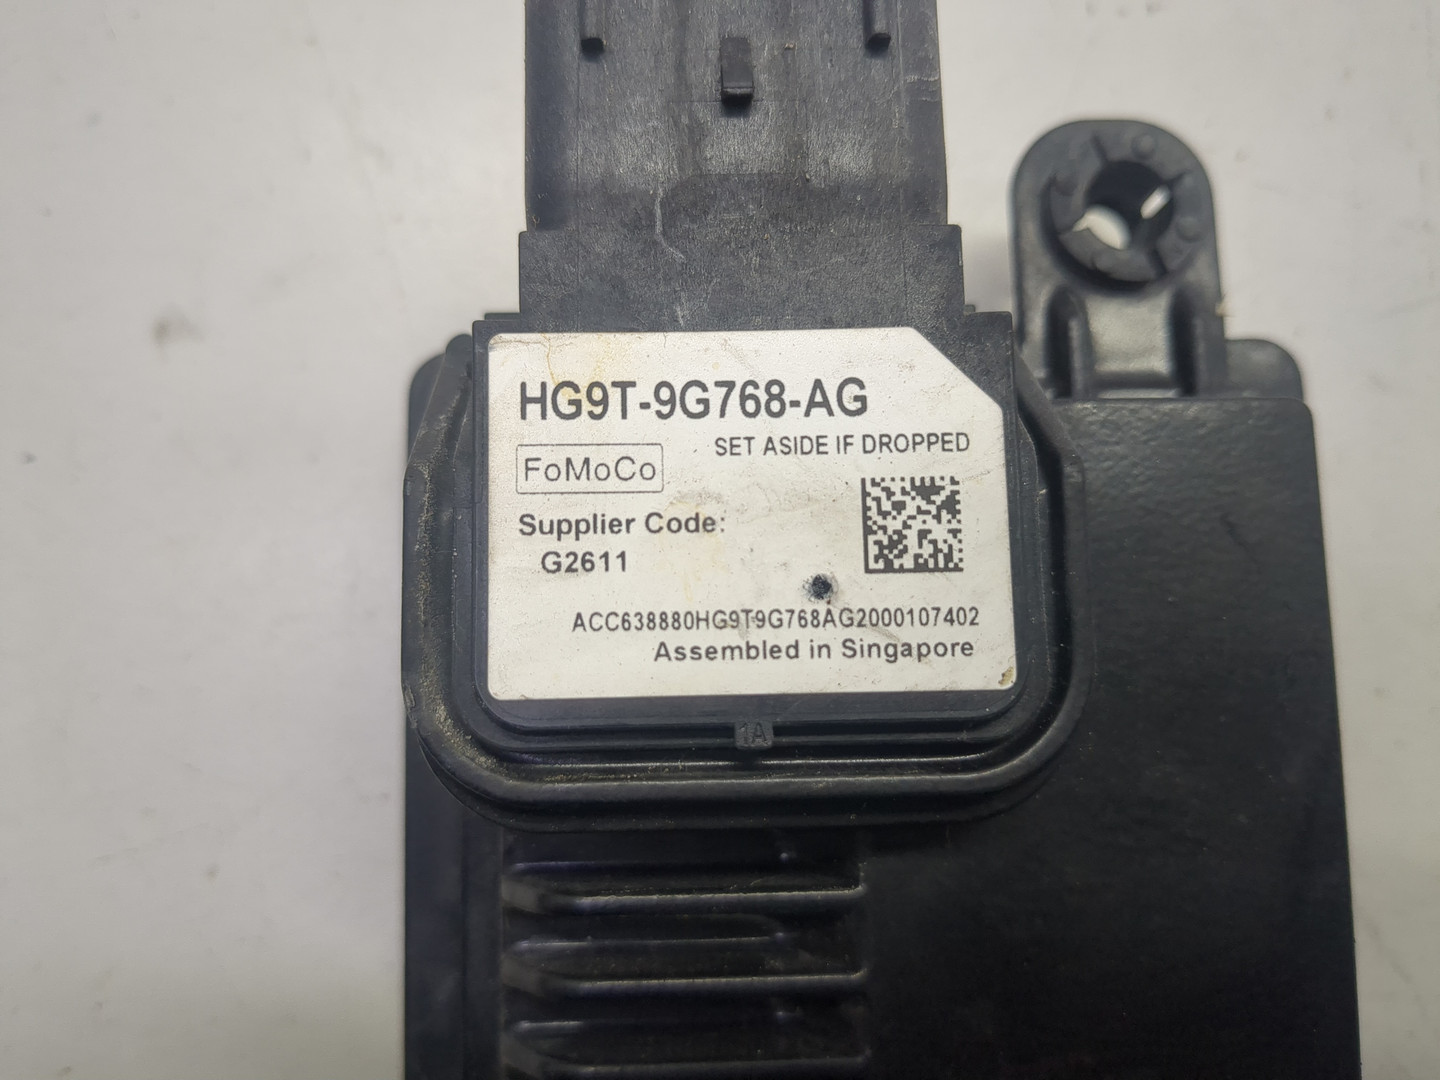 HG9T-9G768-AG
SET ASIDE IF DROPPED
FoMoCo
Supplier Code:
G2611
ACC638880HG9T9G768AG2000107402
Assembled in Singapore
1A